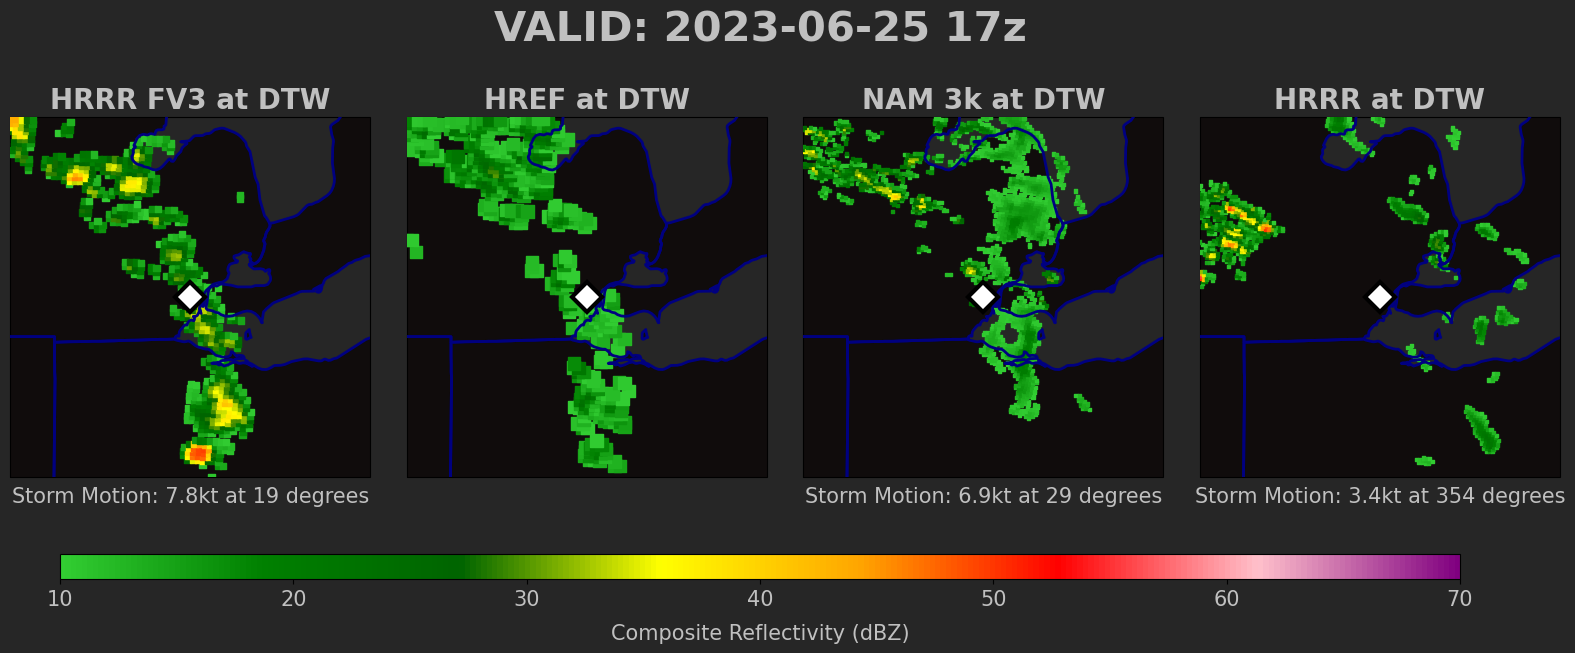 VALID: 2023-06-25 17z
HRRR FV3 at DTW
HREF at DTW
NAM 3k at DTW
HRRR at DTW
Storm Motion: 7.8kt at 19 degrees
Storm Motion: 6.9kt at 29 degrees
Storm Motion: 3.4kt at 354 degrees
10 20 30 40 50 60 70
Composite Reflectivity (dBZ)